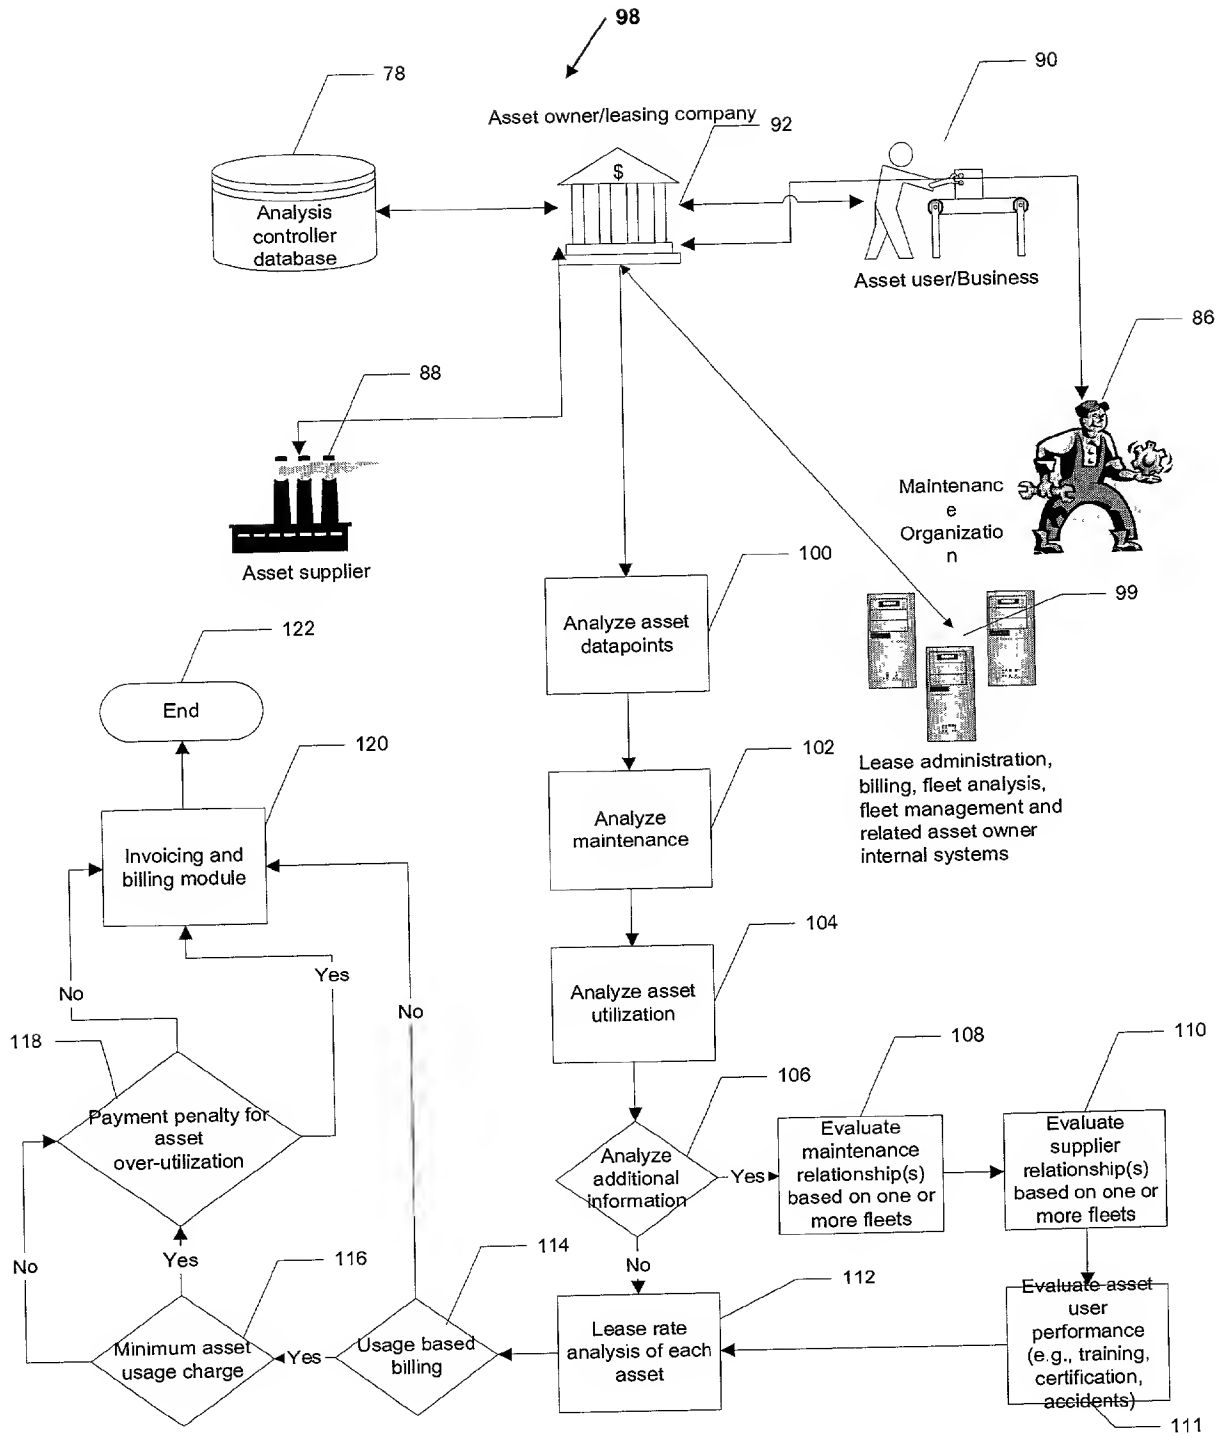 98
78
90
Asset owner/leasing company
92
$
Analysis
controller
database
Asset user/Business
86
88
Maintenanc
e
Organizatio
n
Asset supplier
100
99
Analyze asset
datapoints
122
End
120
102
Lease administration,
billing, fleet analysis,
fleet management and
related asset owner
internal systems
Analyze
maintenance
Invoicing and
billing module
104
Yes
No
No
Analyze asset
utilization
118
108
110
106
Payment penalty for
asset
over-utilization
Analyze
additional
information
Yes
Evaluate
maintenance
relationship(s)
based on one or
more fleets
Evaluate
supplier
relationship(s)
based on one or
more fleets
Yes
No
116
114
No
112
Minimum asset
usage charge
Yes
Usage based
billing
Lease rate
analysis of each
asset
Evaluate asset
user
performance
(e.g., training,
certification,
accidents)
111